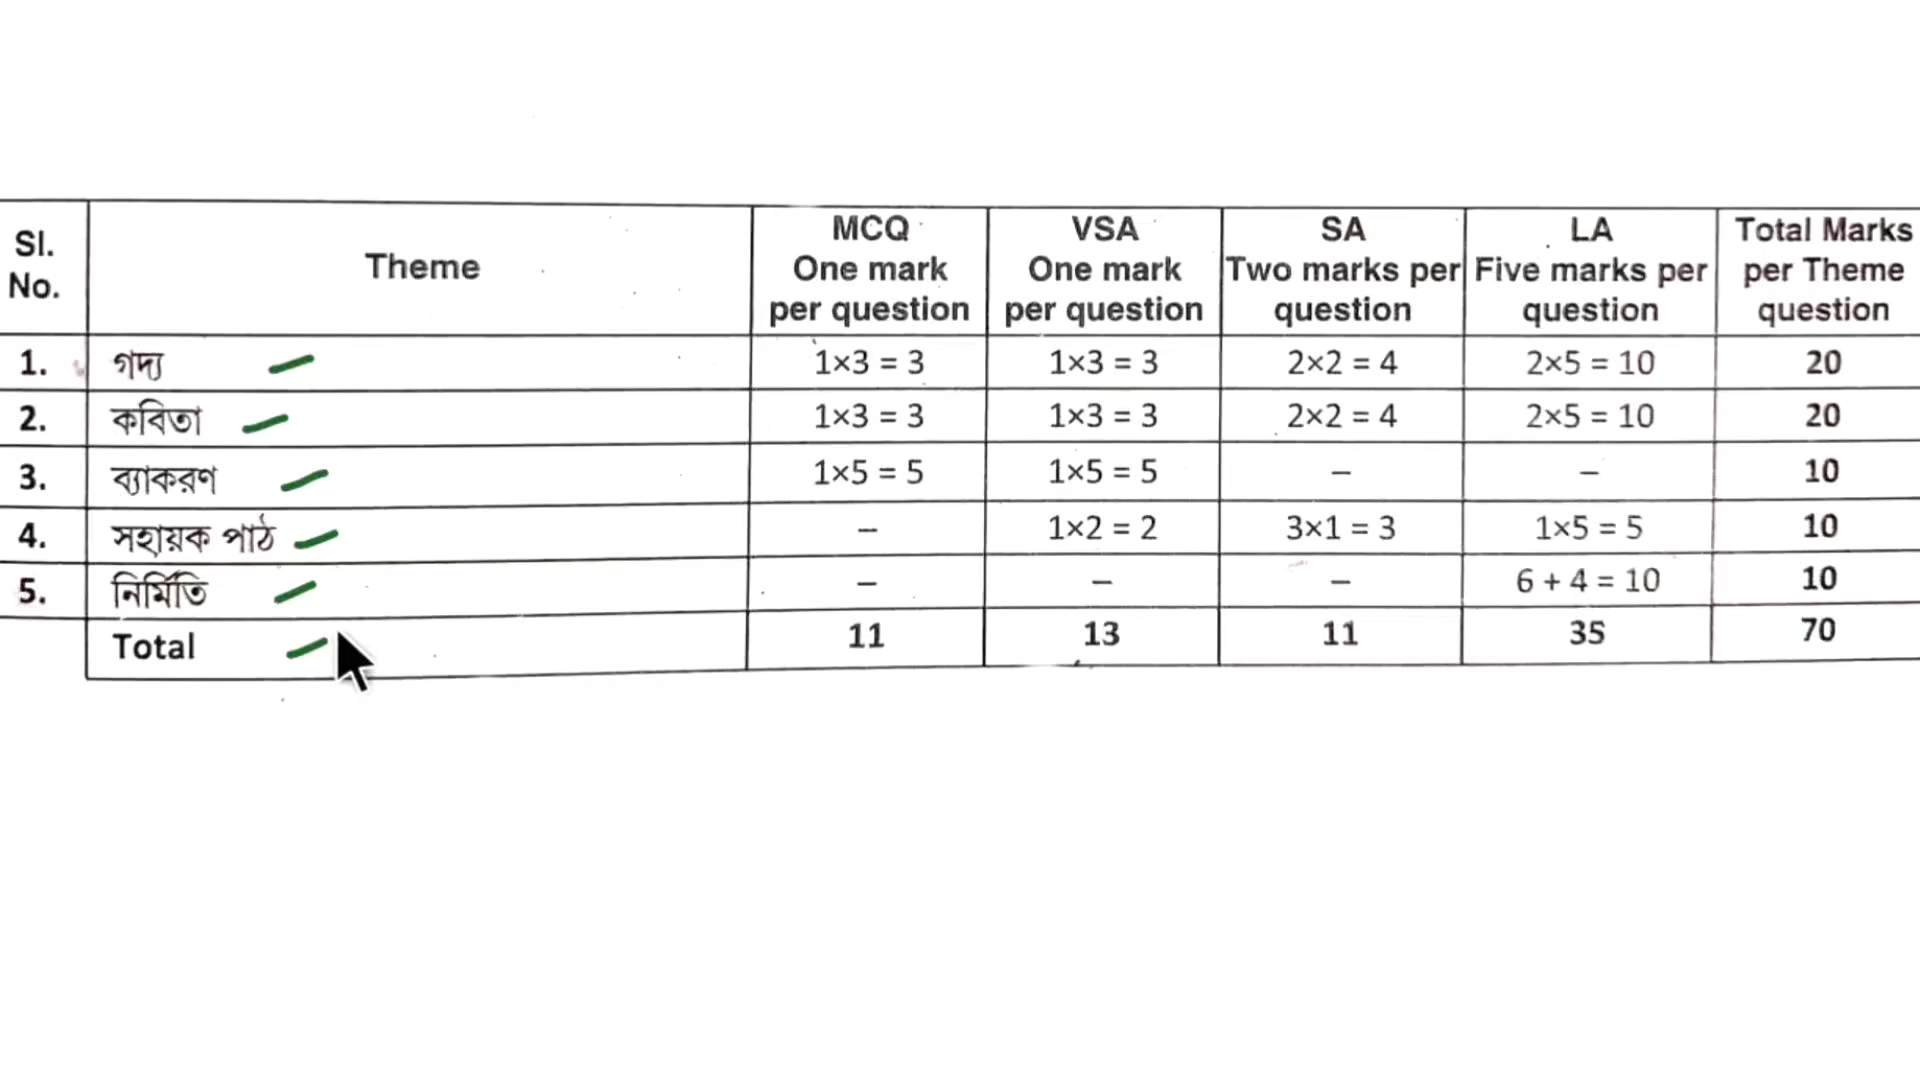 Sl. No. Theme MCQ One mark per question VSA One mark per question SA Two marks per question LA Five marks per question Total Marks per Theme question
1. গদ্য 1×3 = 3 1×3 = 3 2×2 = 4 2×5 = 10 20
2. কবিতা 1×3 = 3 1×3 = 3 2×2 = 4 2×5 = 10 20
3. ব্যাকরণ 1×5 = 5 1×5 = 5 – – 10
4. সহায়ক পাঠ – 1×2 = 2 3×1 = 3 1×5 = 5 10
5. নির্মিতি – – – 6 + 4 = 10 10
Total 11 13 11 35 70